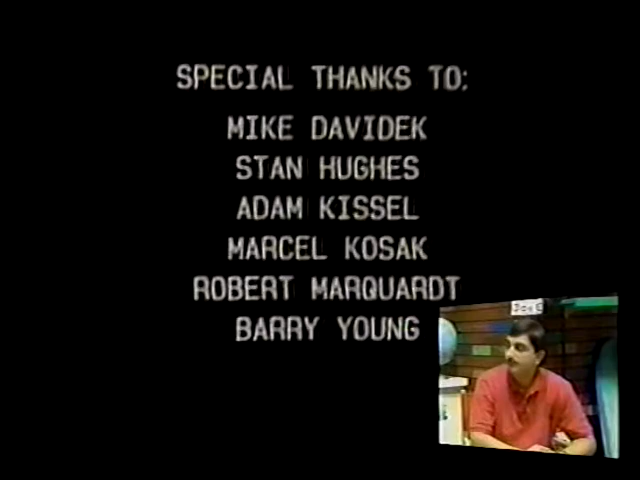 SPECIAL THANKS TO:
MIKE DAVIDEK
STAN HUGHES
ADAM KISSEL
MARCEL KOSAK
ROBERT MARQUARDT
BARRY YOUNG